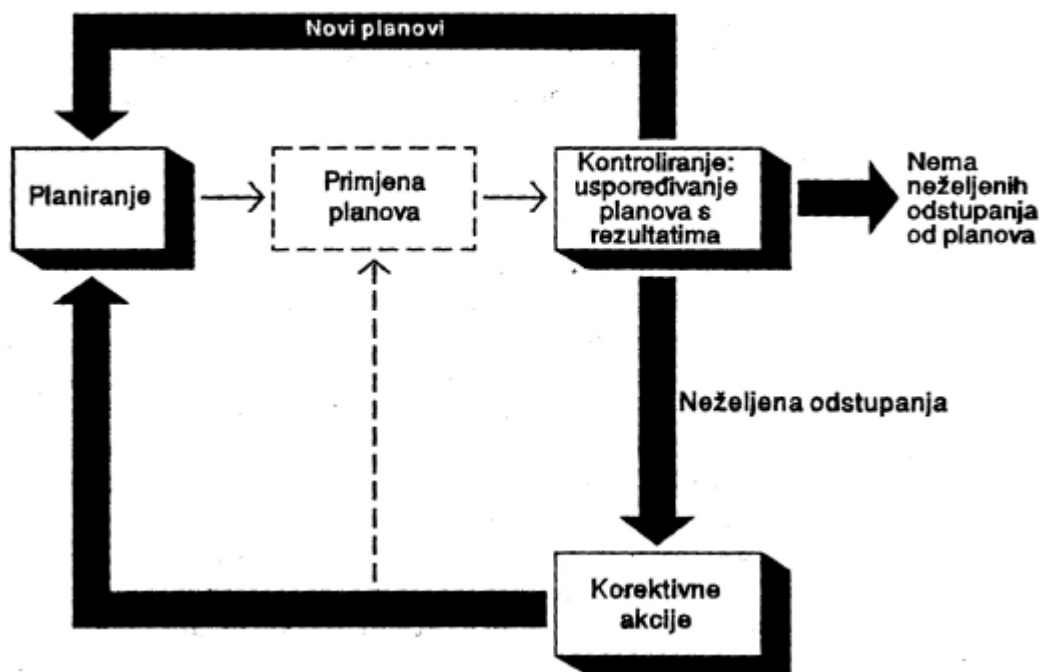 Novi planovi
Planiranje
Primjena
planova
Kontroliranje:
uspoređivanje
planova s
rezultatima
Nema
neželjenih
odstupanja
od planova
Neželjena odstupanja
Korektivne
akcije